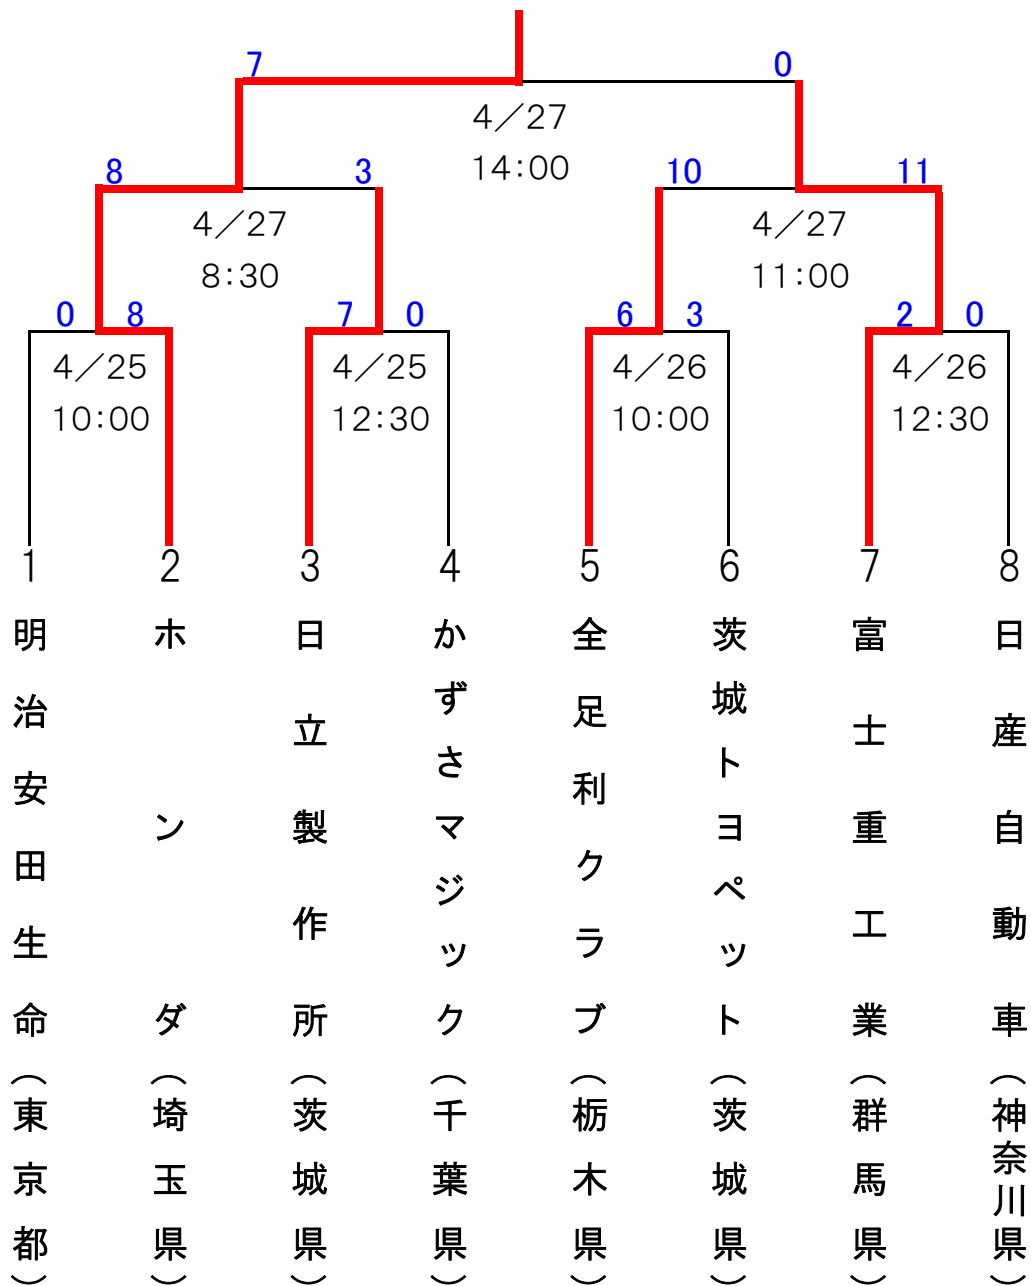 7 0
4/27
14:00
8 3 10 11
4/27 4/27
8:30 11:00
0 8 7 0 6 3 2 0
4/25 4/25 4/26 4/26
10:00 12:30 10:00 12:30
1 2 3 4 5 6 7 8
明治安田生命(東京都)
ホンダ(埼玉県)
日立製作所(茨城県)
かずさマジック(千葉県)
全足利クラブ(栃木県)
茨城トヨペット(茨城県)
富士重工業(群馬県)
日産自動車(神奈川県)